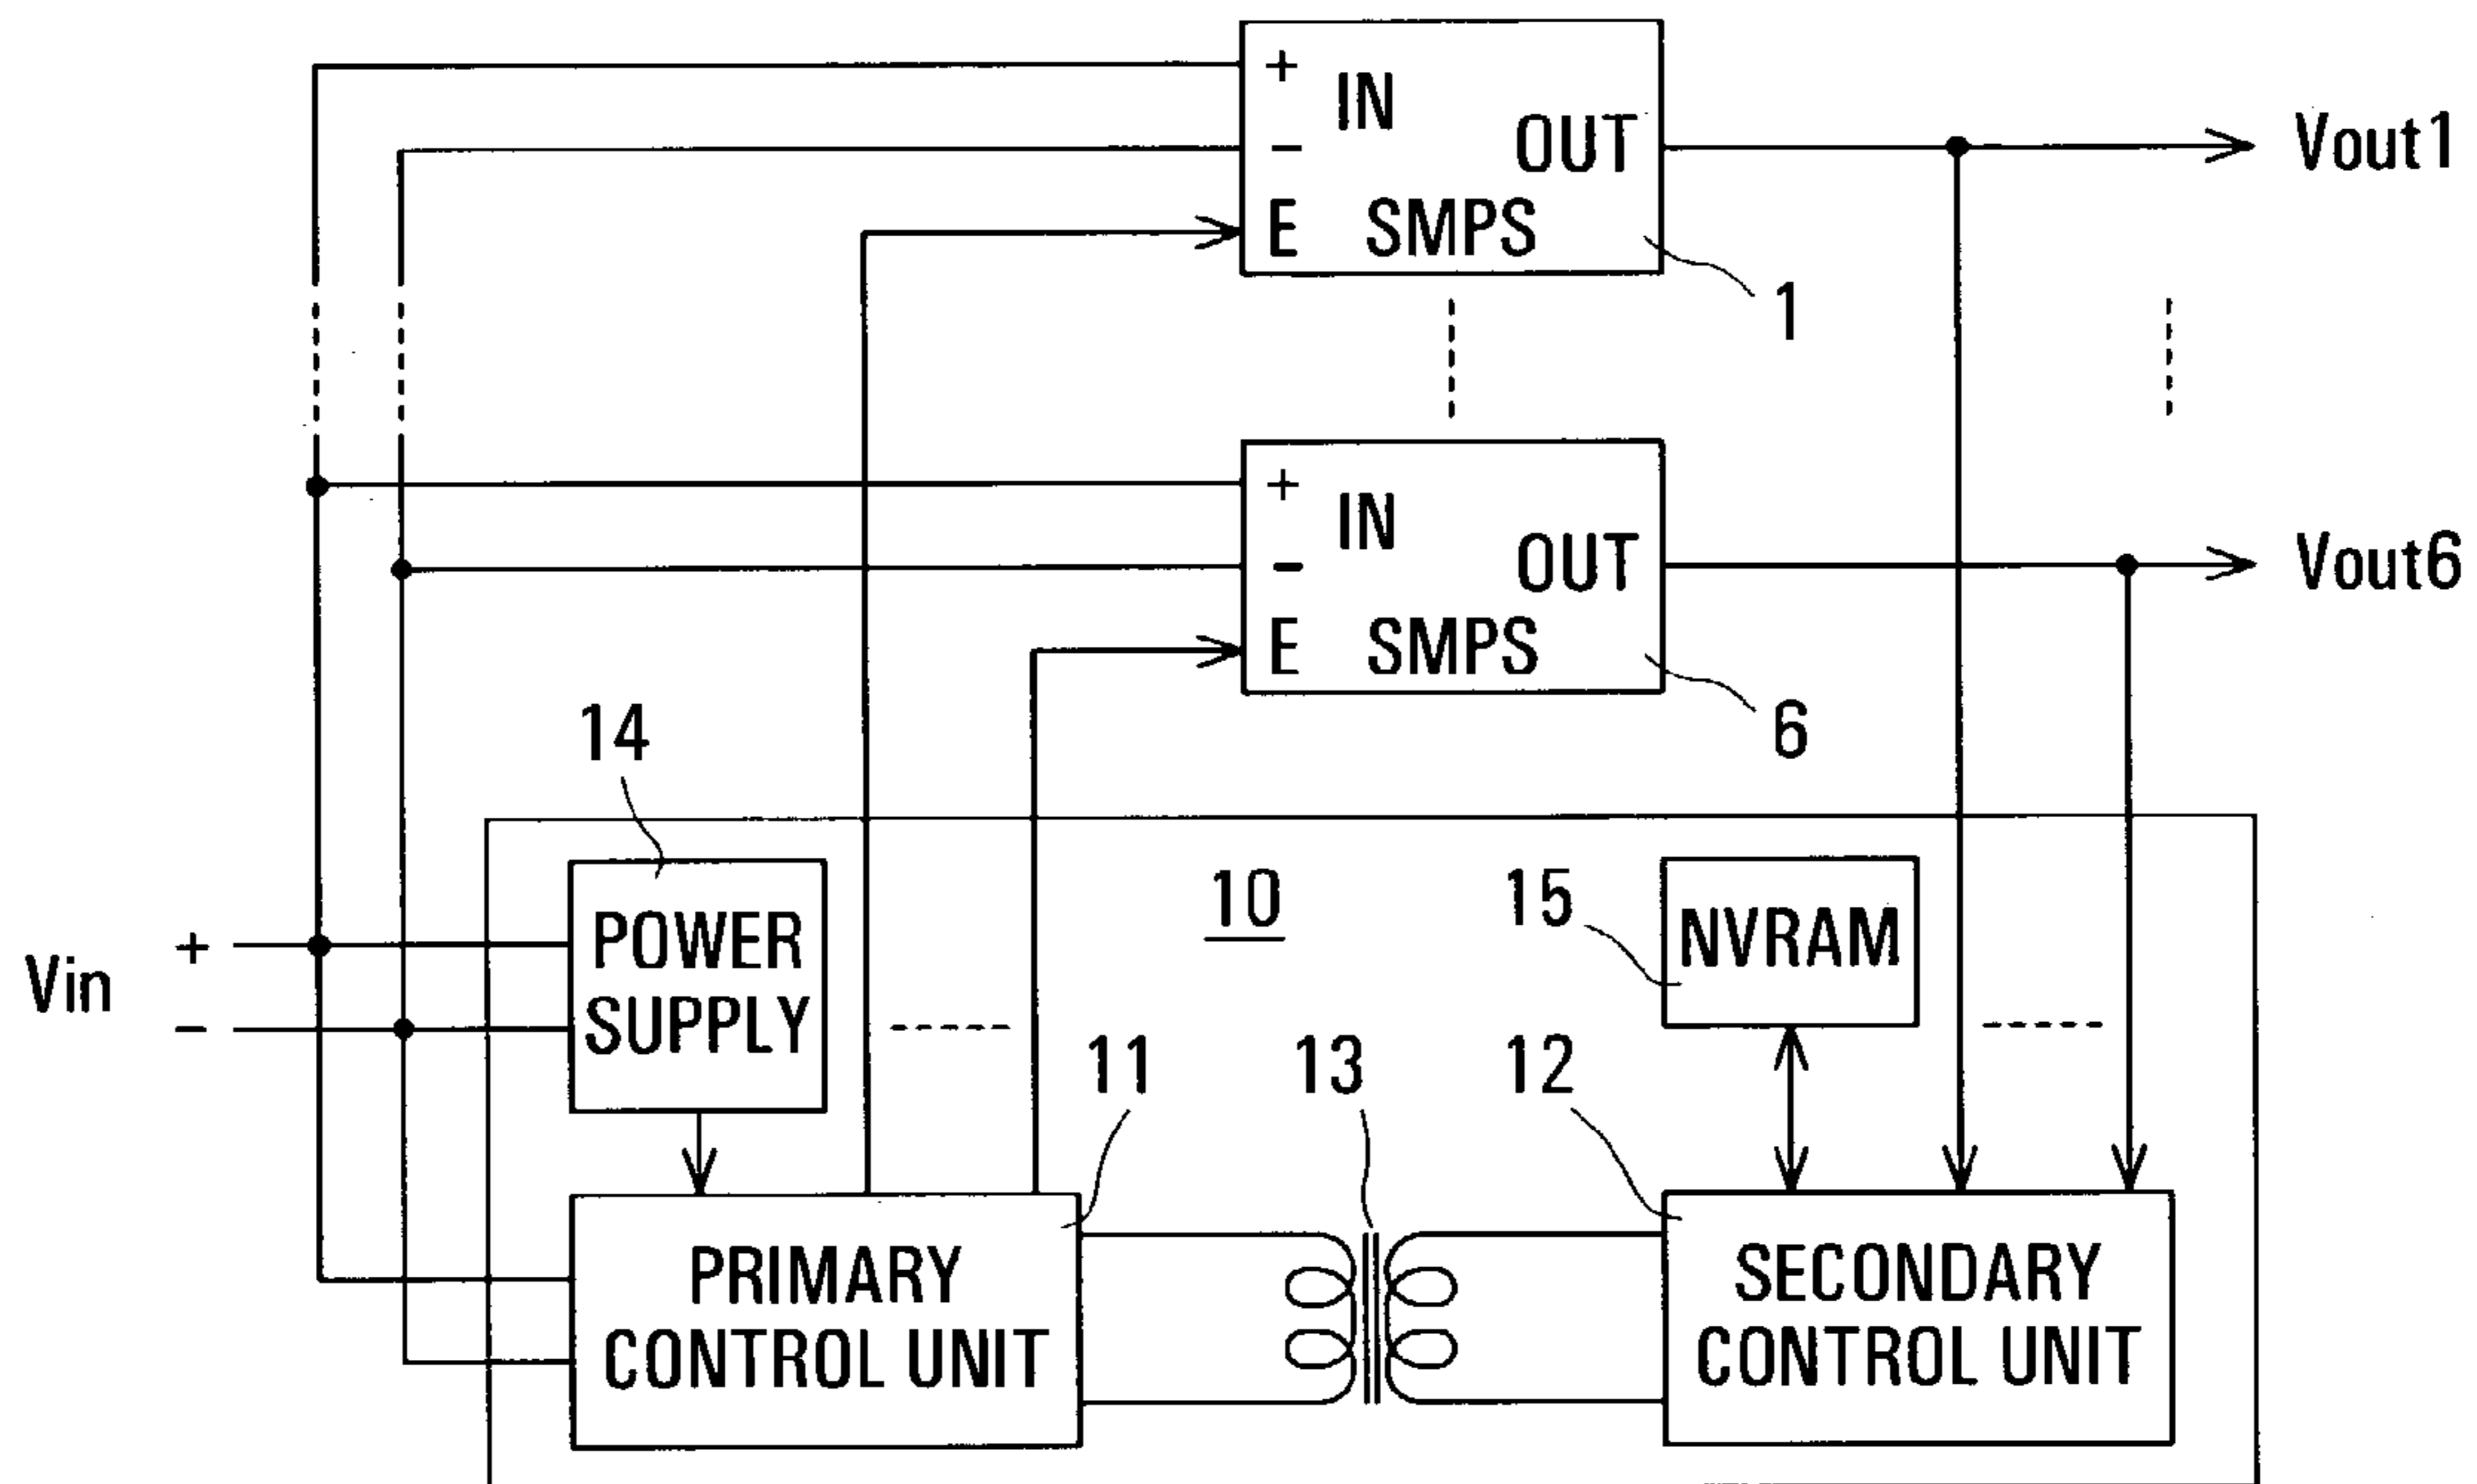 +
IN
−
OUT
E SMPS
Vout1
1
+
IN
−
OUT
E SMPS
Vout6
6
14
10
15
NVRAM
Vin
+
−
POWER
SUPPLY
11
13
12
PRIMARY
CONTROL UNIT
SECONDARY
CONTROL UNIT